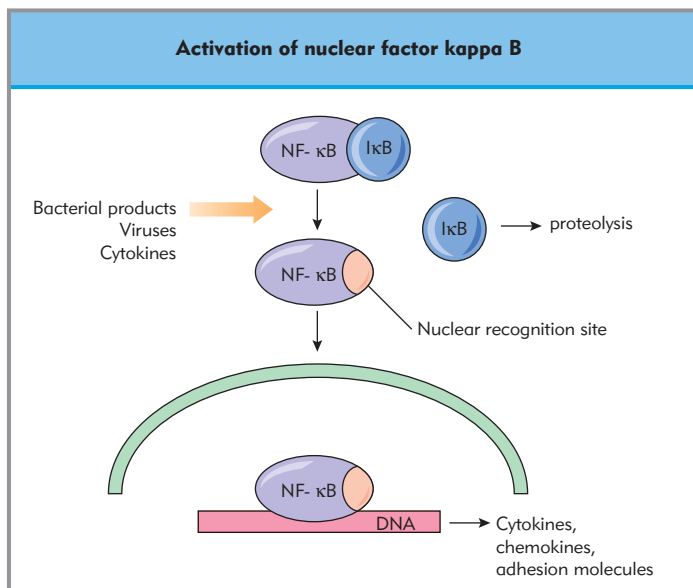 Activation of nuclear factor kappa B
NF- κB
IκB
Bacterial products
Viruses
Cytokines
IκB
proteolysis
NF- κB
Nuclear recognition site
NF- κB
DNA
Cytokines,
chemokines,
adhesion molecules